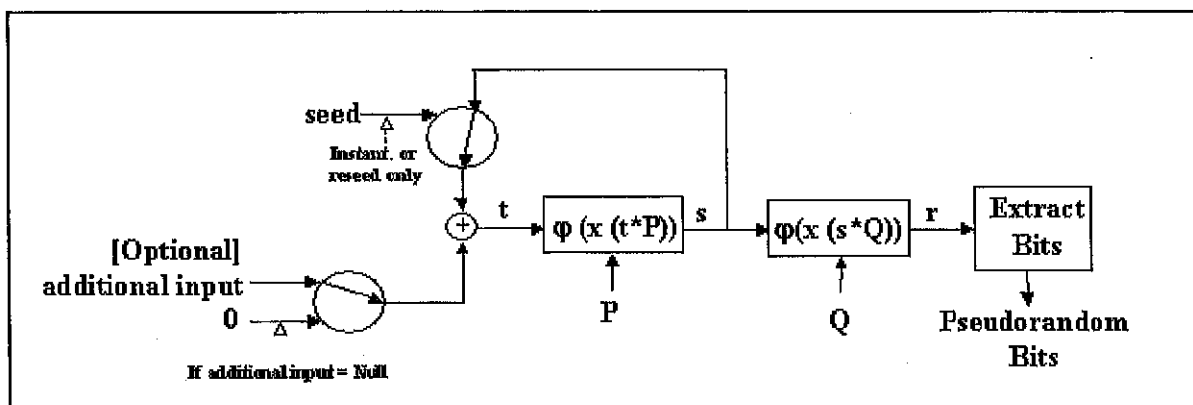 seed
Instant. or
reseed only
+
t
φ (x (t*P))
s
φ(x (s*Q))
r
Extract
Bits
[Optional]
additional input
0
P
Q
Pseudorandom
Bits
If additional input = Null